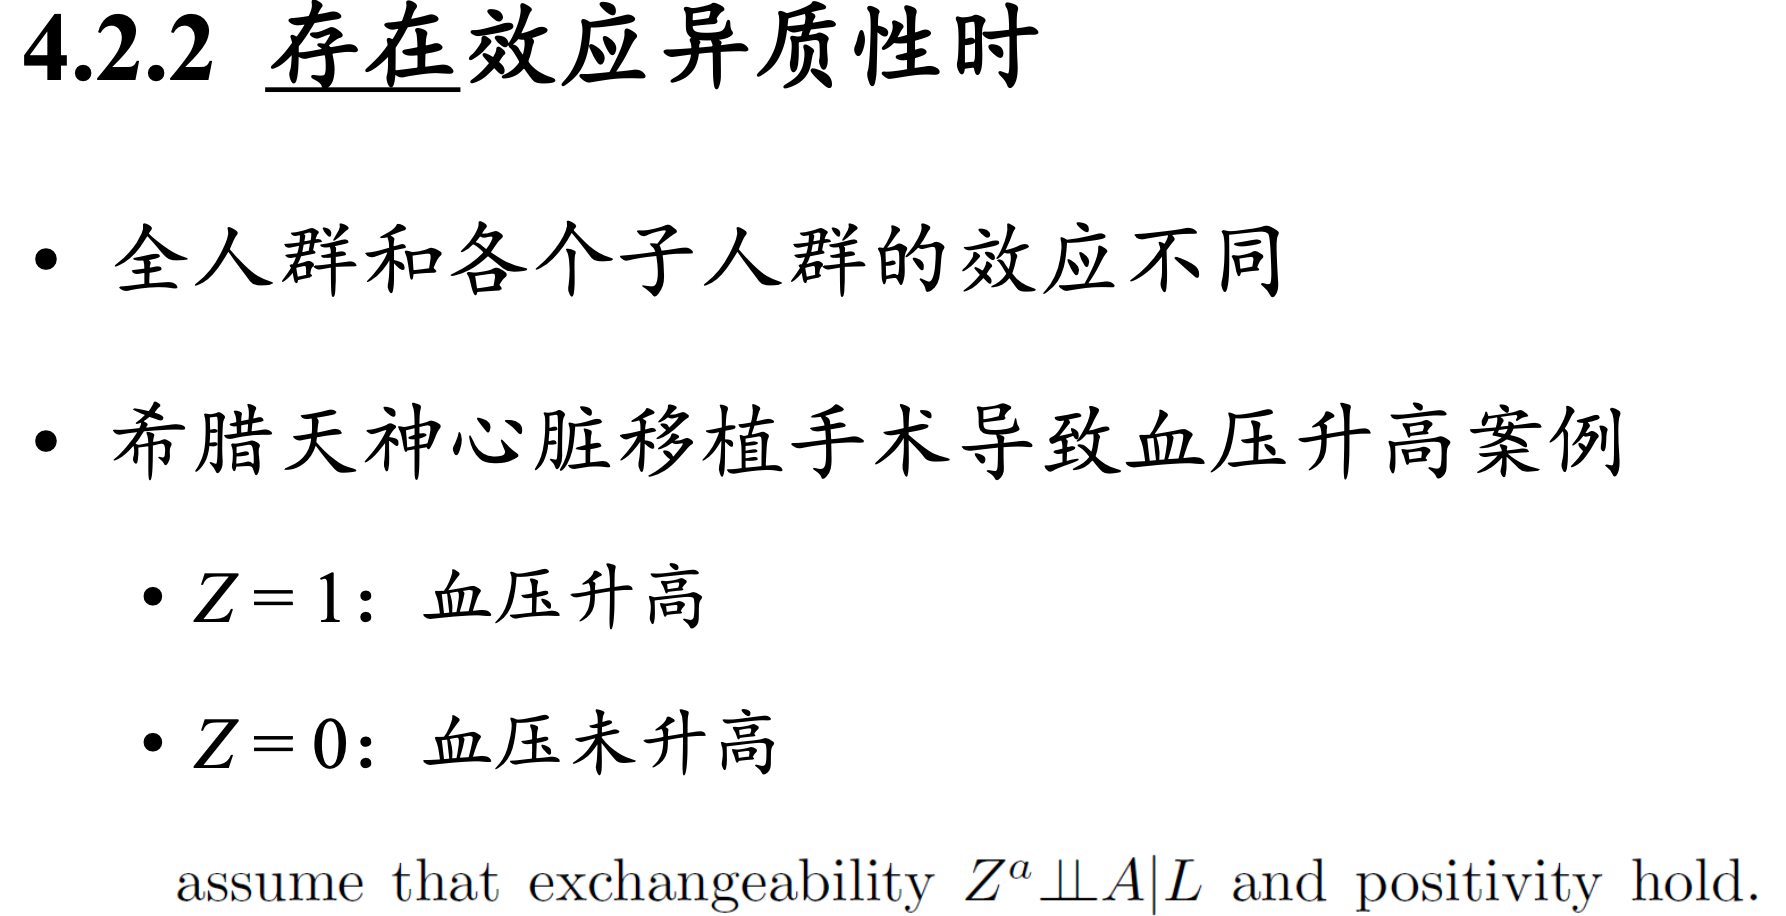 4.2.2 存在效应异质性时
• 全人群和各个子人群的效应不同
• 希腊天神心脏移植手术导致血压升高案例
• Z = 1：血压升高
• Z = 0：血压未升高
assume that exchangeability Zᵃ⫫A|L and positivity hold.